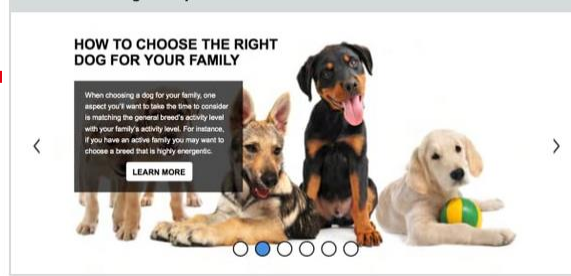 HOW TO CHOOSE THE RIGHT
DOG FOR YOUR FAMILY
When choosing a dog for your family, one
aspect you'll want to take the time to consider
is matching the general breed's activity level
with your family's activity level. For instance,
if you have an active family you may want to
choose a breed that is highly energentic.
LEARN MORE